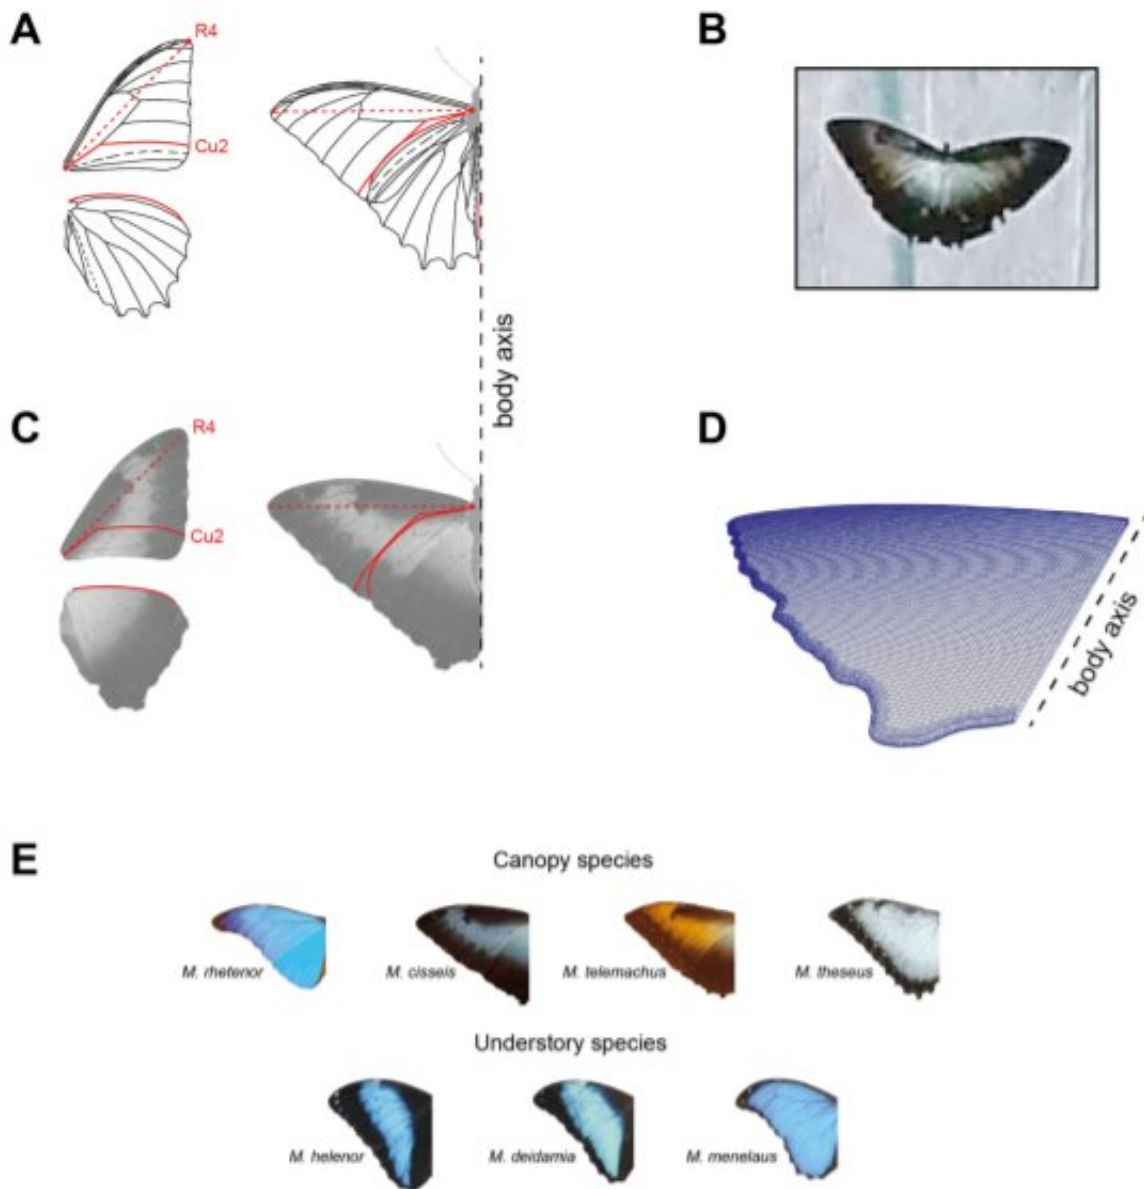 A
B
R4
Cu2
body axis
C
D
R4
Cu2
body axis
E
Canopy species
M. rhetenor
M. cisseis
M. telemachus
M. theseus
Understory species
M. helenor
M. deidamia
M. menelaus